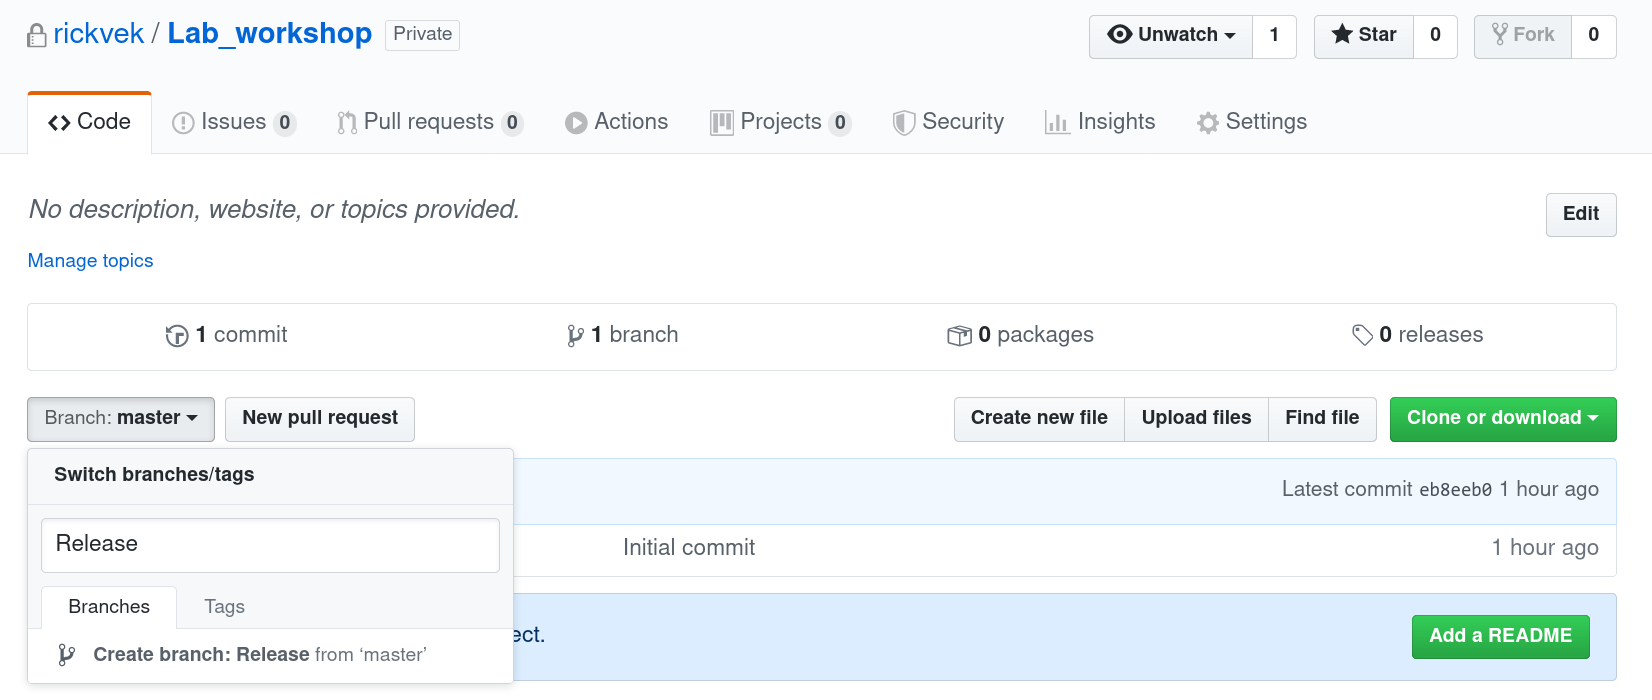 rickvek / Lab_workshop Private
Unwatch 1 Star 0 Fork 0
Code Issues 0 Pull requests 0 Actions Projects 0 Security Insights Settings
No description, website, or topics provided.
Edit
Manage topics
1 commit 1 branch 0 packages 0 releases
Branch: master New pull request Create new file Upload files Find file Clone or download
Switch branches/tags
Latest commit eb8eeb0 1 hour ago
Release
Initial commit 1 hour ago
Branches Tags
ect. Add a README
Create branch: Release from ‘master’